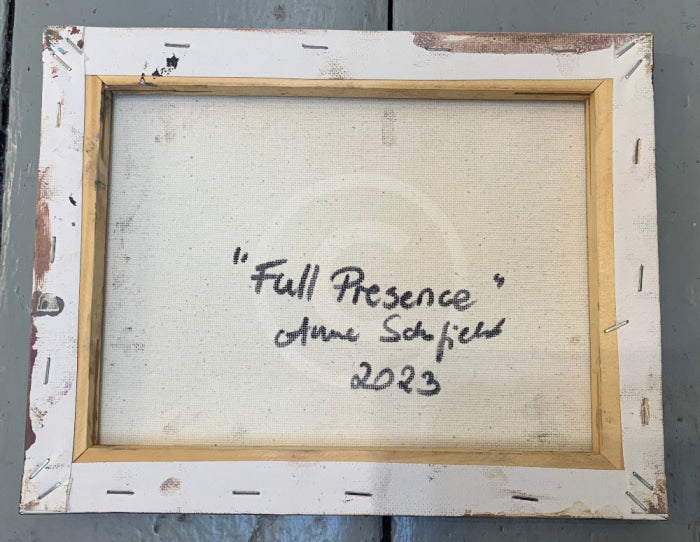 "Full Presence"
Anne Schofield
2023